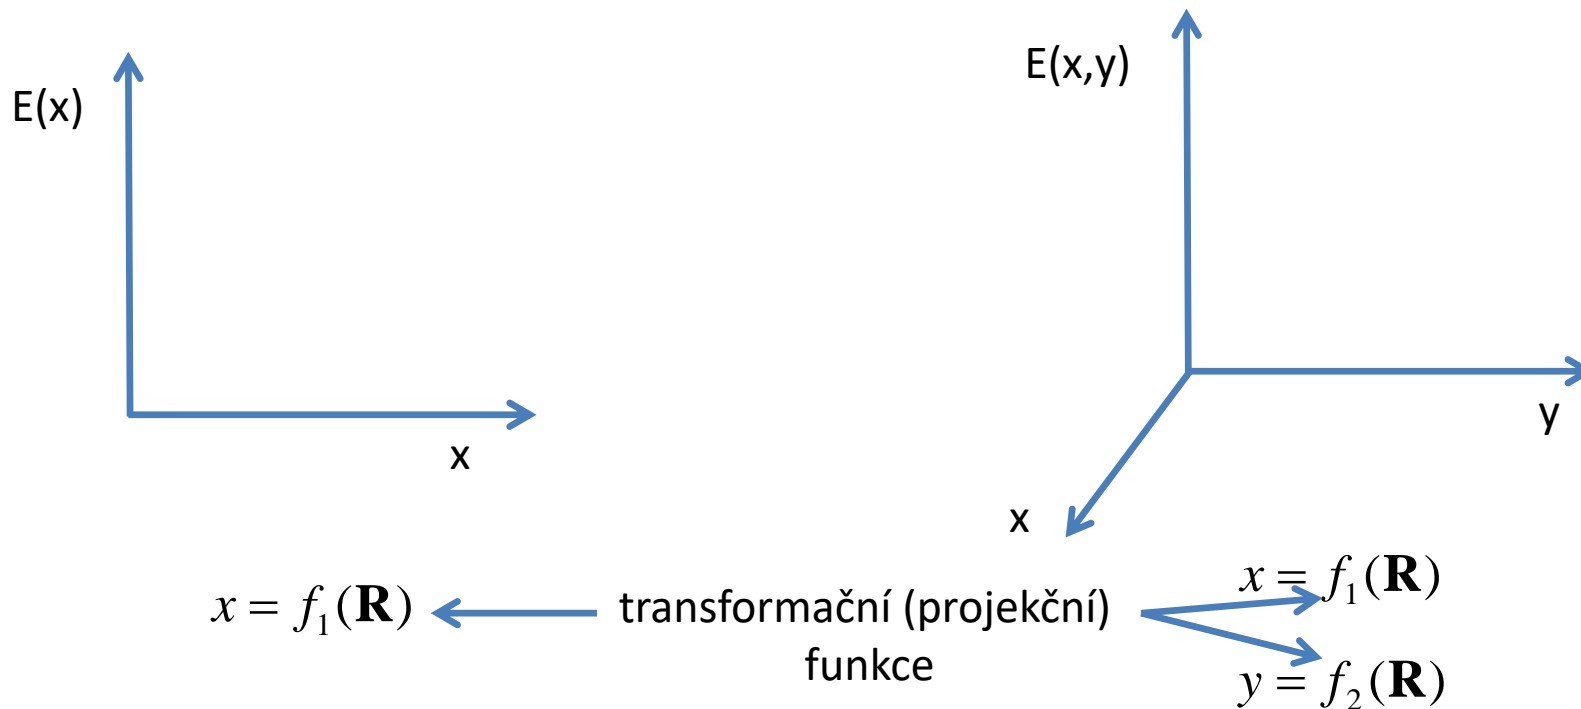 E(x)
x
E(x,y)
y
x
x = f₁(𝐑)
transformační (projekční)
funkce
x = f₁(𝐑)
y = f₂(𝐑)